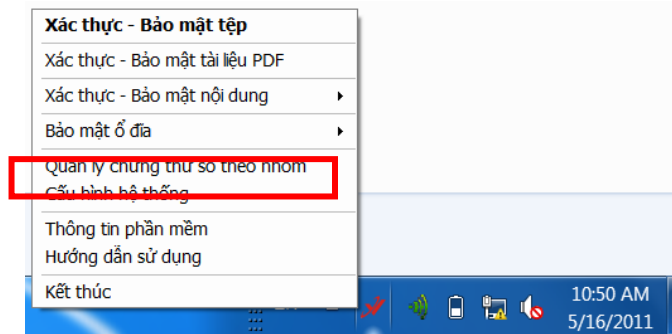 Xác thực - Bảo mật tệp
Xác thực - Bảo mật tài liệu PDF
Xác thực - Bảo mật nội dung
Bảo mật ổ đĩa
Quản lý chứng thư số theo nhóm
Cấu hình hệ thống
Thông tin phần mềm
Hướng dẫn sử dụng
Kết thúc
10:50 AM
5/16/2011